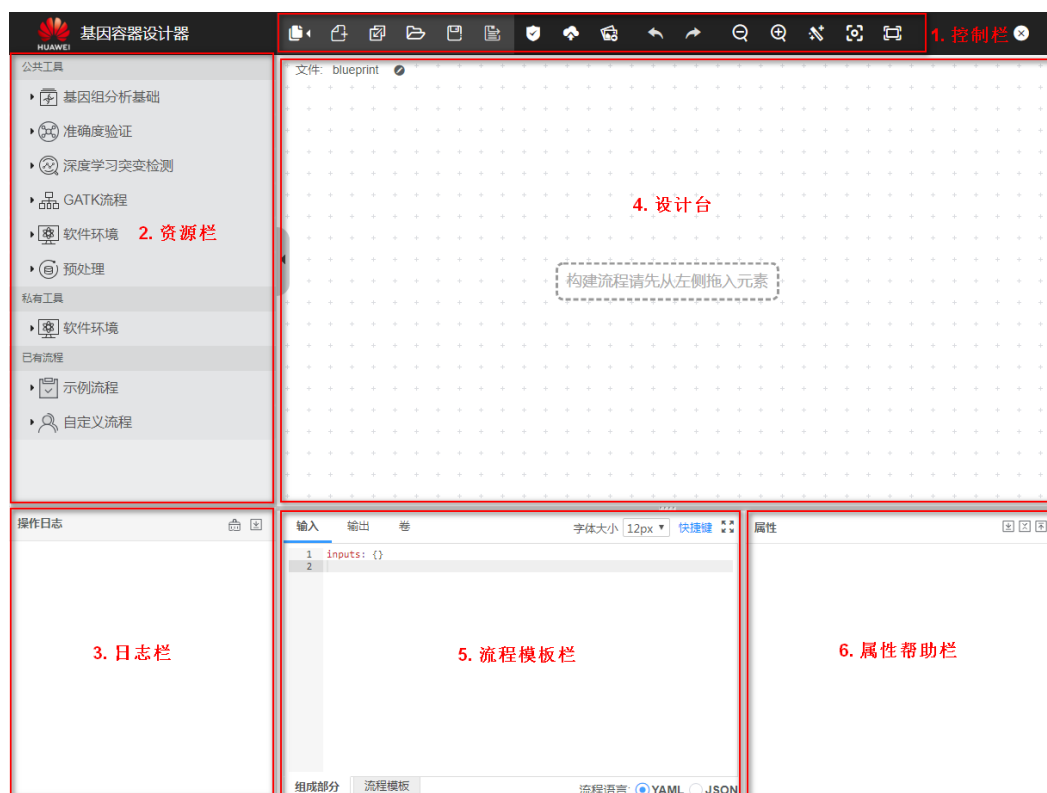 HUAWEI
基因容器设计器
1. 控制栏
公共工具
基因组分析基础
准确度验证
深度学习突变检测
GATK流程
软件环境
2. 资源栏
预处理
私有工具
软件环境
已有流程
示例流程
自定义流程
文件: blueprint
4. 设计台
构建流程请先从左侧拖入元素
操作日志
3. 日志栏
输入 输出 卷 字体大小 12px 快捷键
1 inputs: {}
2
5. 流程模板栏
组成部分 流程模板 流程语言: YAML JSON
属性
6. 属性帮助栏